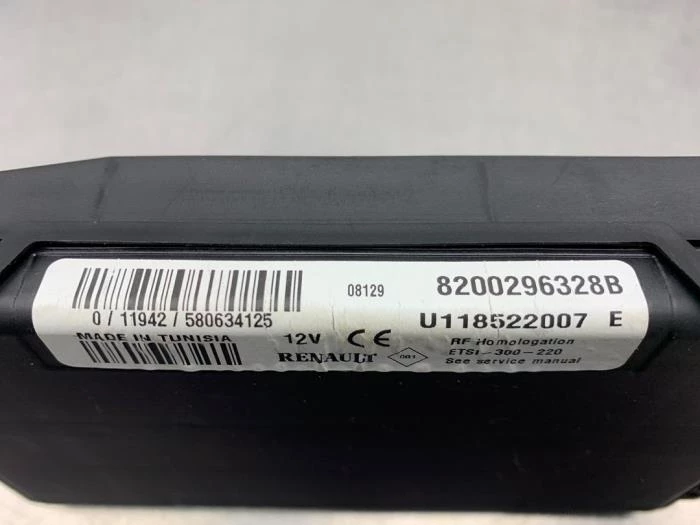 08129
8200296328B
0 / 11942 / 580634125
U118522007 E
MADE IN TUNISIA
12V CE
RF Homologation
RENAULT 001
ETSI-300-220
See service manual